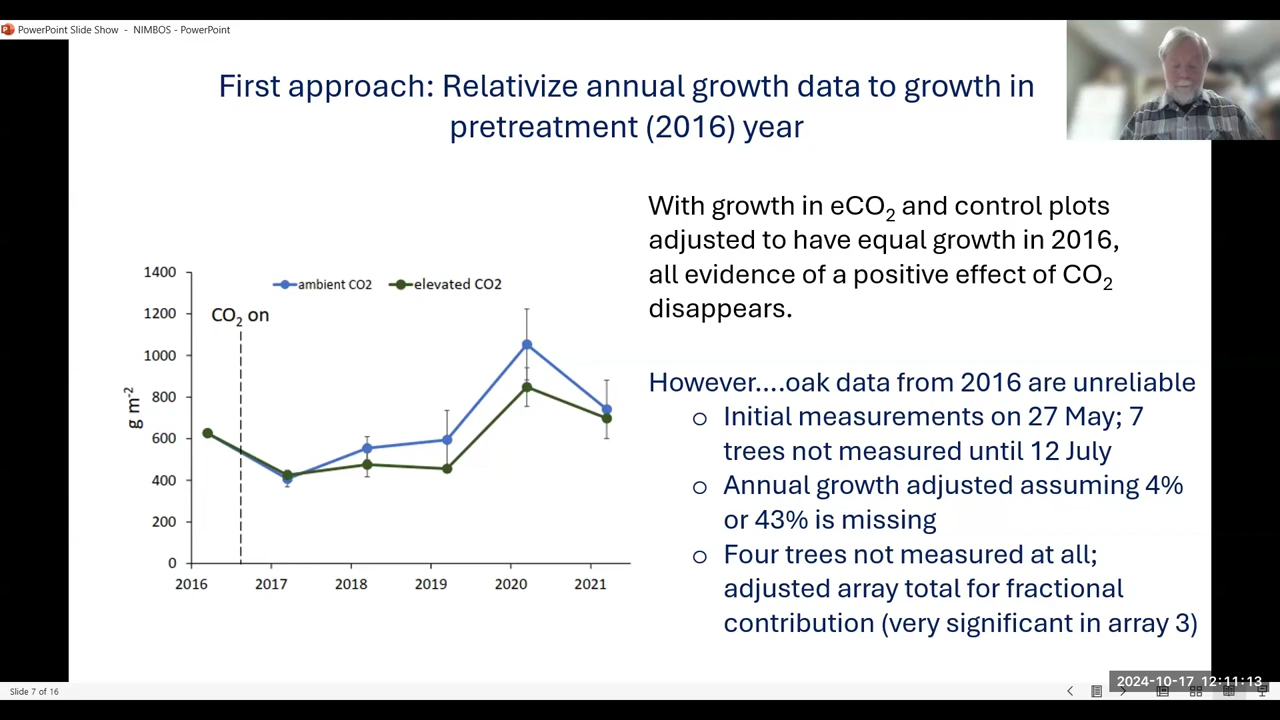 PowerPoint Slide Show - NIMBOS - PowerPoint
First approach: Relativize annual growth data to growth in
pretreatment (2016) year
With growth in eCO2 and control plots
adjusted to have equal growth in 2016,
all evidence of a positive effect of CO2
disappears.
However....oak data from 2016 are unreliable
o Initial measurements on 27 May; 7
trees not measured until 12 July
o Annual growth adjusted assuming 4%
or 43% is missing
o Four trees not measured at all;
adjusted array total for fractional
contribution (very significant in array 3)
ambient CO2 elevated CO2
CO2 on
g m-2
1400
1200
1000
800
600
400
200
0
2016 2017 2018 2019 2020 2021
Slide 7 of 16
2024-10-17 12:11:13